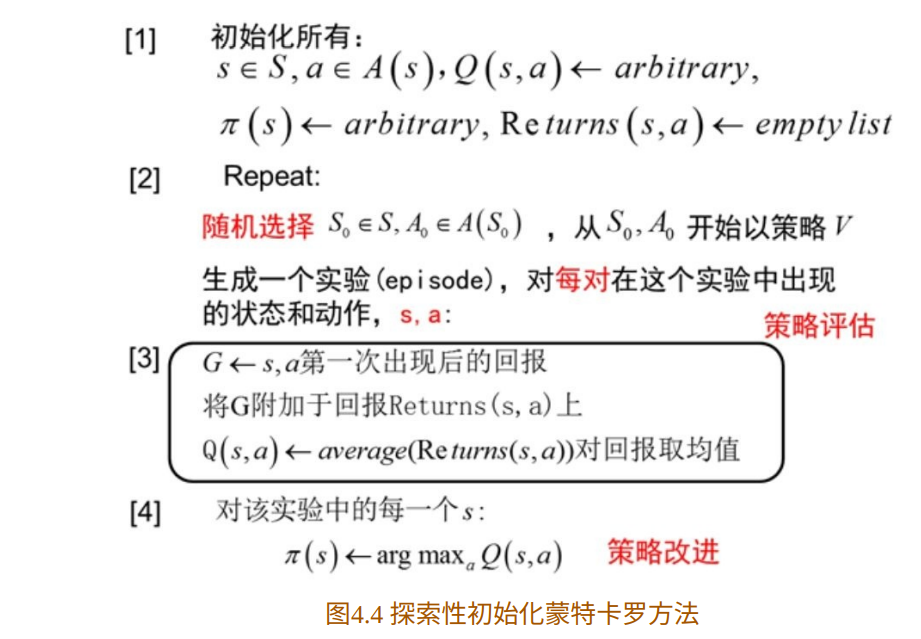 [1] 初始化所有：
s ∈ S, a ∈ A(s), Q(s,a) ← arbitrary,
π(s) ← arbitrary, Returns(s,a) ← empty list
[2] Repeat:
随机选择 S₀ ∈ S, A₀ ∈ A(S₀) ，从 S₀, A₀ 开始以策略 V
生成一个实验(episode)，对每对在这个实验中出现
的状态和动作，s,a:
策略评估
[3] G ← s,a第一次出现后的回报
将G附加于回报Returns(s,a)上
Q(s,a) ← average(Returns(s,a))对回报取均值
[4] 对该实验中的每一个s:
π(s) ← arg maxₐ Q(s,a) 策略改进
图4.4 探索性初始化蒙特卡罗方法